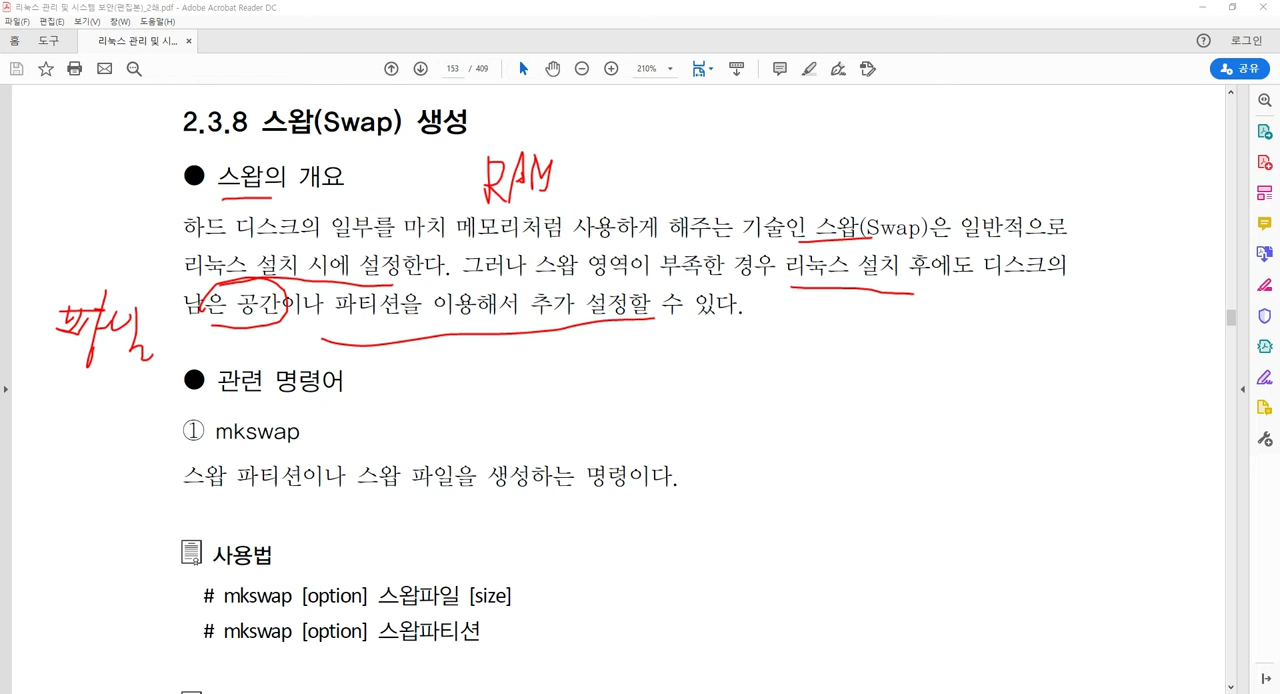 리눅스 관리 및 시스템 보안(편집본)_2쇄.pdf - Adobe Acrobat Reader DC
파일(F) 편집(E) 보기(V) 창(W) 도움말(H)
홈 도구 리눅스 관리 및 시... × 로그인
153 / 409 210% 공유
2.3.8 스왑(Swap) 생성
● 스왑의 개요
RAM
하드 디스크의 일부를 마치 메모리처럼 사용하게 해주는 기술인 스왑(Swap)은 일반적으로
리눅스 설치 시에 설정한다. 그러나 스왑 영역이 부족한 경우 리눅스 설치 후에도 디스크의
남은 공간이나 파티션을 이용해서 추가 설정할 수 있다.
파일
● 관련 명령어
① mkswap
스왑 파티션이나 스왑 파일을 생성하는 명령이다.
사용법
# mkswap [option] 스왑파일 [size]
# mkswap [option] 스왑파티션